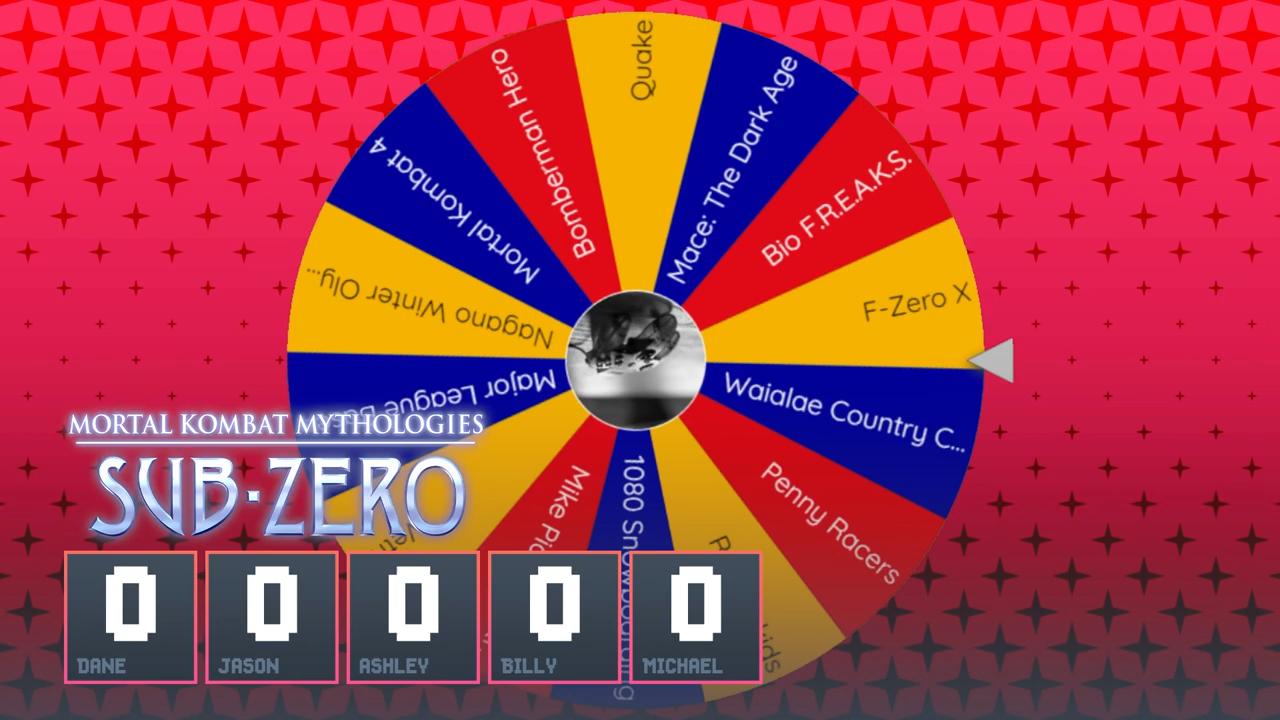 Quake
Mace: The Dark Age
Bio F.R.E.A.K.S.
F-Zero X
Waialae Country C...
Penny Racers
1080 Snowboarding
Mike
Major League
Nagano Winter Oly...
Mortal Kombat 4
Bomberman Hero
MORTAL KOMBAT MYTHOLOGIES
SUB-ZERO
0
DANE
0
JASON
0
ASHLEY
0
BILLY
0
MICHAEL